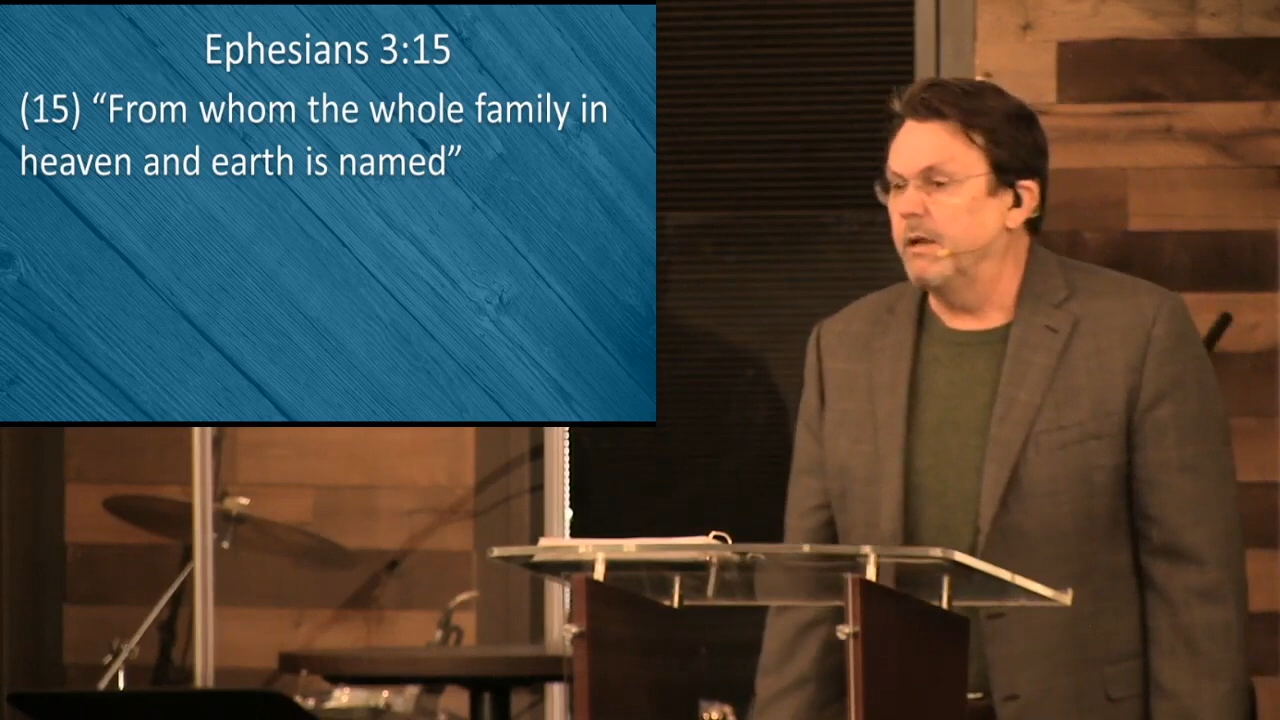 Ephesians 3:15
(15) “From whom the whole family in
heaven and earth is named”